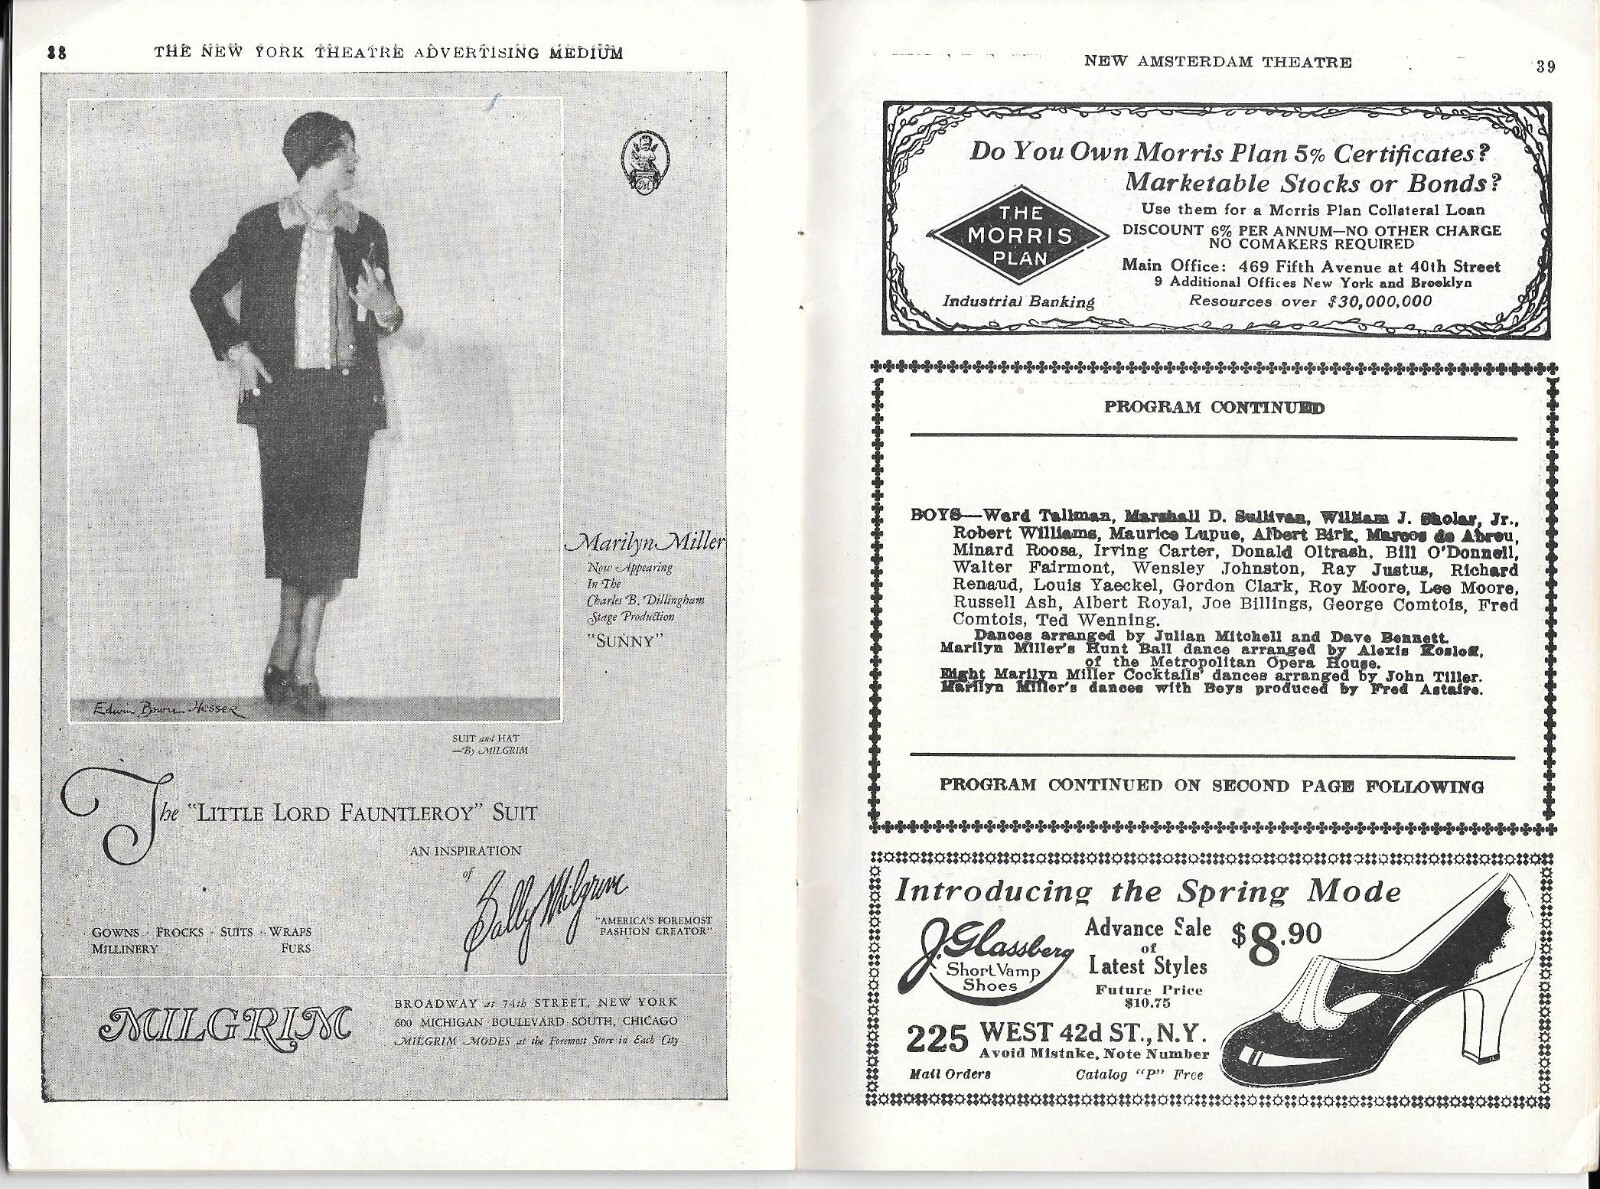 38
THE NEW YORK THEATRE ADVERTISING MEDIUM
Marilyn Miller
Now Appearing
In The
Charles B. Dillingham
Stage Production
"SUNNY"
Edwin Bower Hesser
SUIT and HAT
—By MILGRIM
The "LITTLE LORD FAUNTLEROY" SUIT
AN INSPIRATION
of
Sally Milgrim
"AMERICA'S FOREMOST
FASHION CREATOR"
GOWNS · FROCKS · SUITS · WRAPS
MILLINERY FURS
MILGRIM
BROADWAY at 74th STREET, NEW YORK
600 MICHIGAN BOULEVARD SOUTH, CHICAGO
MILGRIM MODES at the Foremost Store in Each City
NEW AMSTERDAM THEATRE
39
Do You Own Morris Plan 5% Certificates?
Marketable Stocks or Bonds?
THE
MORRIS
PLAN
Industrial Banking
Use them for a Morris Plan Collateral Loan
DISCOUNT 6% PER ANNUM—NO OTHER CHARGE
NO COMAKERS REQUIRED
Main Office: 469 Fifth Avenue at 40th Street
9 Additional Offices New York and Brooklyn
Resources over $30,000,000
PROGRAM CONTINUED
BOYS—Ward Tallman, Marshall D. Sullivan, William J. Sholar, Jr.,
Robert Williams, Maurice Lupue, Albert Birk, Marcos de Abreu,
Minard Roosa, Irving Carter, Donald Oltrash, Bill O'Donnell,
Walter Fairmont, Wensley Johnston, Ray Justus, Richard
Renaud, Louis Yaeckel, Gordon Clark, Roy Moore, Lee Moore,
Russell Ash, Albert Royal, Joe Billings, George Comtois, Fred
Comtois, Ted Wenning.
Dances arranged by Julian Mitchell and Dave Bennett.
Marilyn Miller's Hunt Ball dance arranged by Alexis Kosloff,
of the Metropolitan Opera House.
Eight Marilyn Miller Cocktails' dances arranged by John Tiller.
Marilyn Miller's dances with Boys produced by Fred Astaire.
PROGRAM CONTINUED ON SECOND PAGE FOLLOWING
Introducing the Spring Mode
J. Glassberg
Short Vamp
Shoes
Advance Sale
of
Latest Styles
Future Price
$10.75
$8.90
225 WEST 42d ST., N.Y.
Avoid Mistake, Note Number
Mail Orders Catalog "P" Free